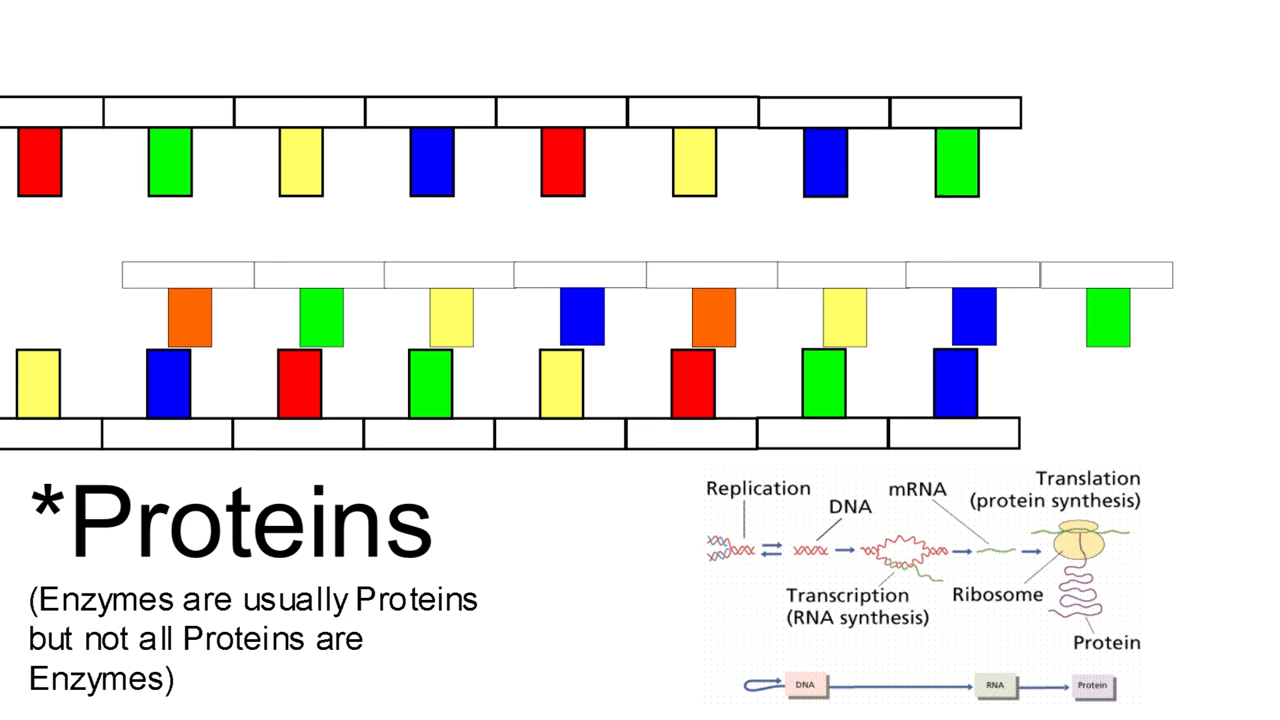 *Proteins
(Enzymes are usually Proteins
but not all Proteins are
Enzymes)
Replication
DNA
mRNA
Translation
(protein synthesis)
Transcription
(RNA synthesis)
Ribosome
Protein
DNA
RNA
Protein